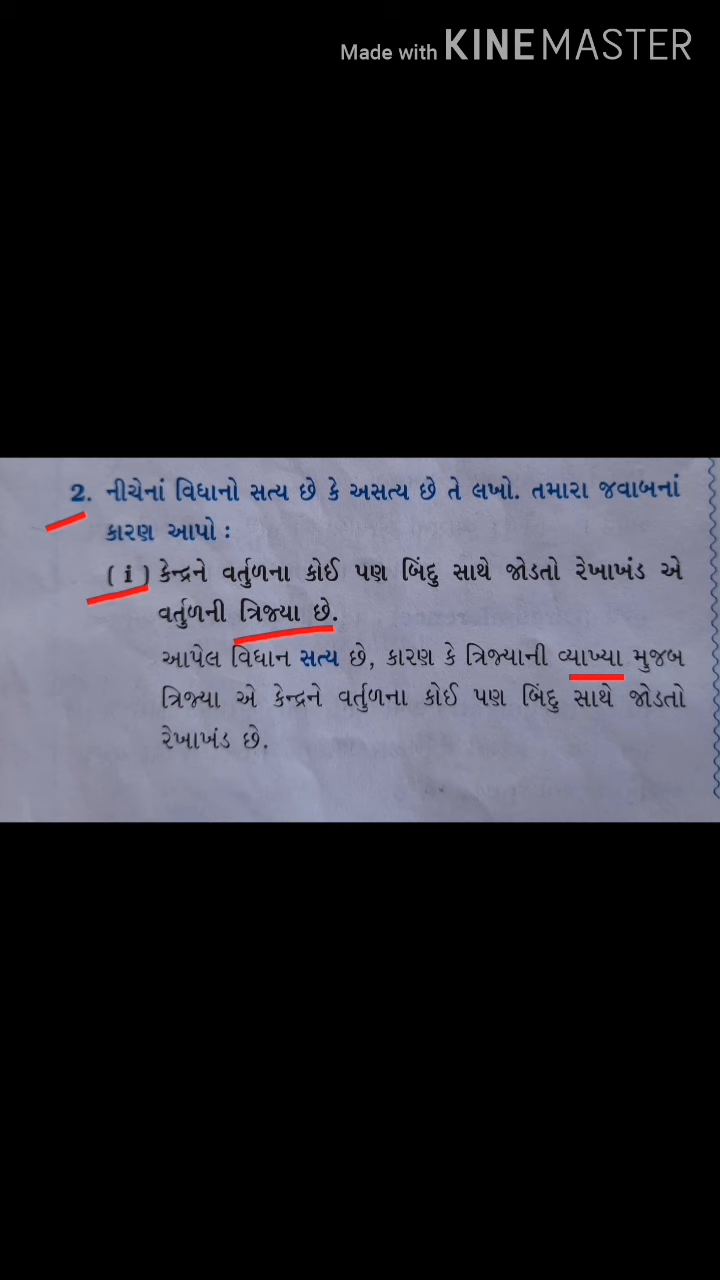 Made with KINEMASTER
2. નીચેનાં વિધાનો સત્ય છે કે અસત્ય છે તે લખો. તમારા જવાબનાં
કારણ આપો :
( i ) કેન્દ્રને વર્તુળના કોઈ પણ બિંદુ સાથે જોડતો રેખાખંડ એ
વર્તુળની ત્રિજ્યા છે.
આપેલ વિધાન સત્ય છે, કારણ કે ત્રિજ્યાની વ્યાખ્યા મુજબ
ત્રિજ્યા એ કેન્દ્રને વર્તુળના કોઈ પણ બિંદુ સાથે જોડતો
રેખાખંડ છે.